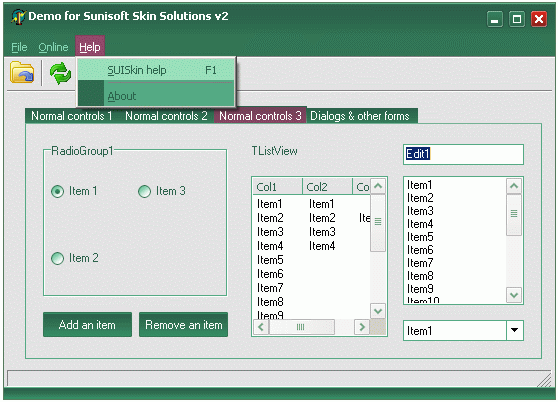 Demo for Sunisoft Skin Solutions v2
File Online Help
SUISkin help F1
About
Normal controls 1 Normal controls 2 Normal controls 3 Dialogs & other forms
RadioGroup1
Item 1 Item 3
Item 2
Add an item Remove an item
TListView
Col1 Col2 Co
Item1 Item1
Item2 Item2 Ite
Item3 Item3
Item4 Item4
Item5
Item6
Item7
Item8
Item9
Edit1
Item1
Item2
Item3
Item4
Item5
Item6
Item7
Item8
Item9
Item10
Item1